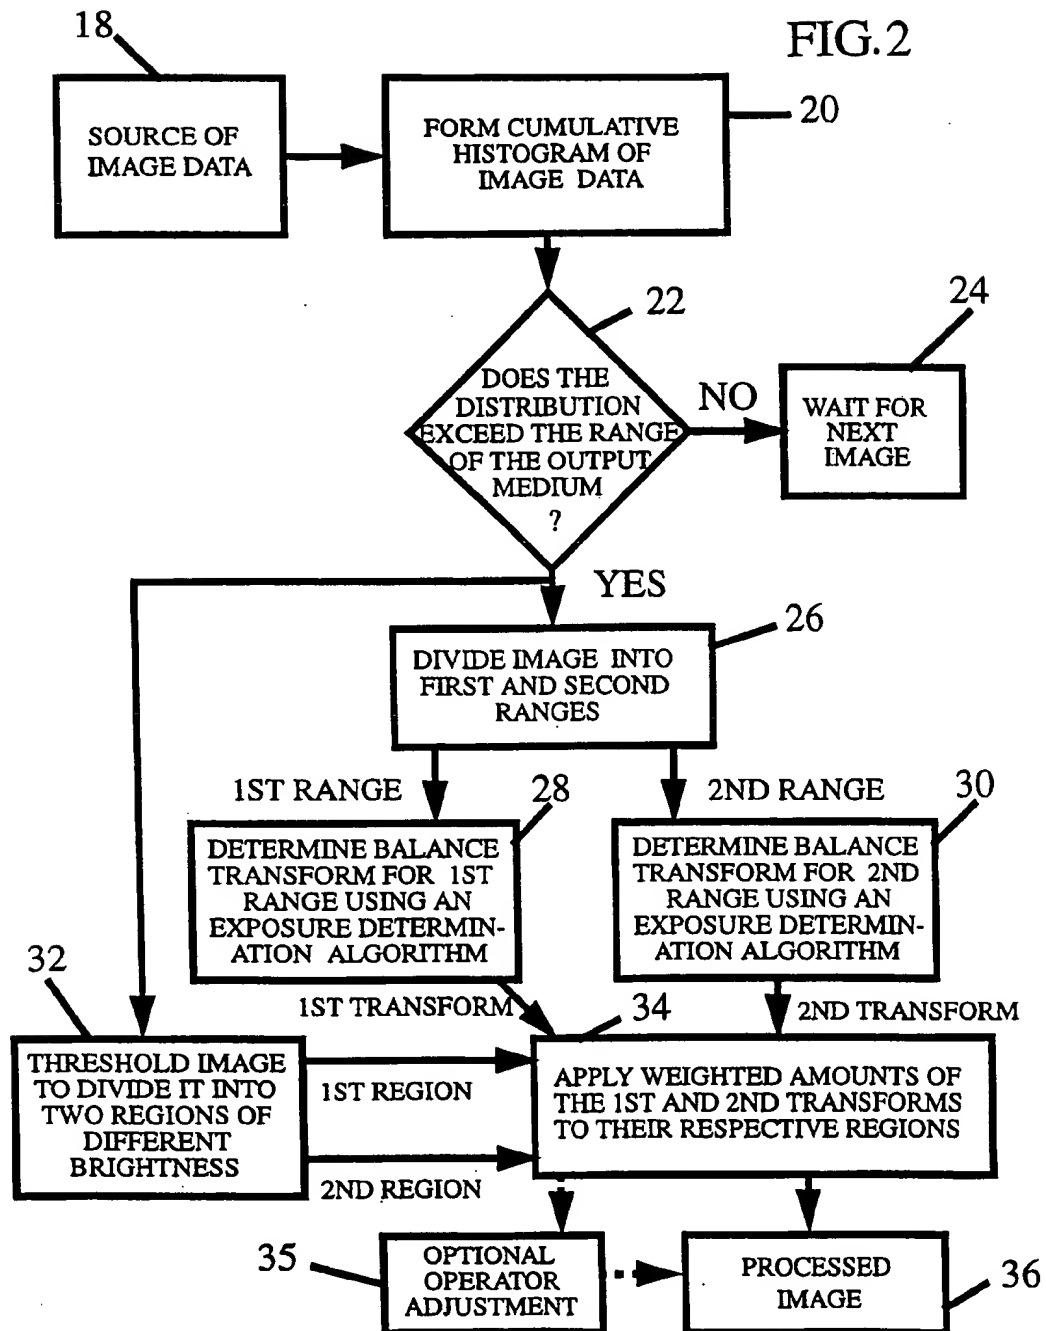 FIG.2
18
SOURCE OF
IMAGE DATA
20
FORM CUMULATIVE
HISTOGRAM OF
IMAGE DATA
22
DOES THE
DISTRIBUTION
EXCEED THE RANGE
OF THE OUTPUT
MEDIUM
?
NO
24
WAIT FOR
NEXT
IMAGE
YES
26
DIVIDE IMAGE INTO
FIRST AND SECOND
RANGES
1ST RANGE
28
2ND RANGE
30
DETERMINE BALANCE
TRANSFORM FOR 1ST
RANGE USING AN
EXPOSURE DETERMIN-
ATION ALGORITHM
DETERMINE BALANCE
TRANSFORM FOR 2ND
RANGE USING AN
EXPOSURE DETERMIN-
ATION ALGORITHM
32
1ST TRANSFORM
34
2ND TRANSFORM
THRESHOLD IMAGE
TO DIVIDE IT INTO
TWO REGIONS OF
DIFFERENT
BRIGHTNESS
1ST REGION
2ND REGION
APPLY WEIGHTED AMOUNTS OF
THE 1ST AND 2ND TRANSFORMS
TO THEIR RESPECTIVE REGIONS
35
OPTIONAL
OPERATOR
ADJUSTMENT
PROCESSED
IMAGE
36